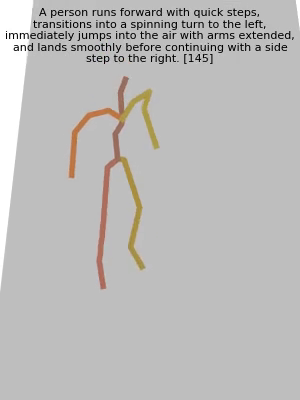 A person runs forward with quick steps,
transitions into a spinning turn to the left,
immediately jumps into the air with arms extended,
and lands smoothly before continuing with a side
step to the right. [145]